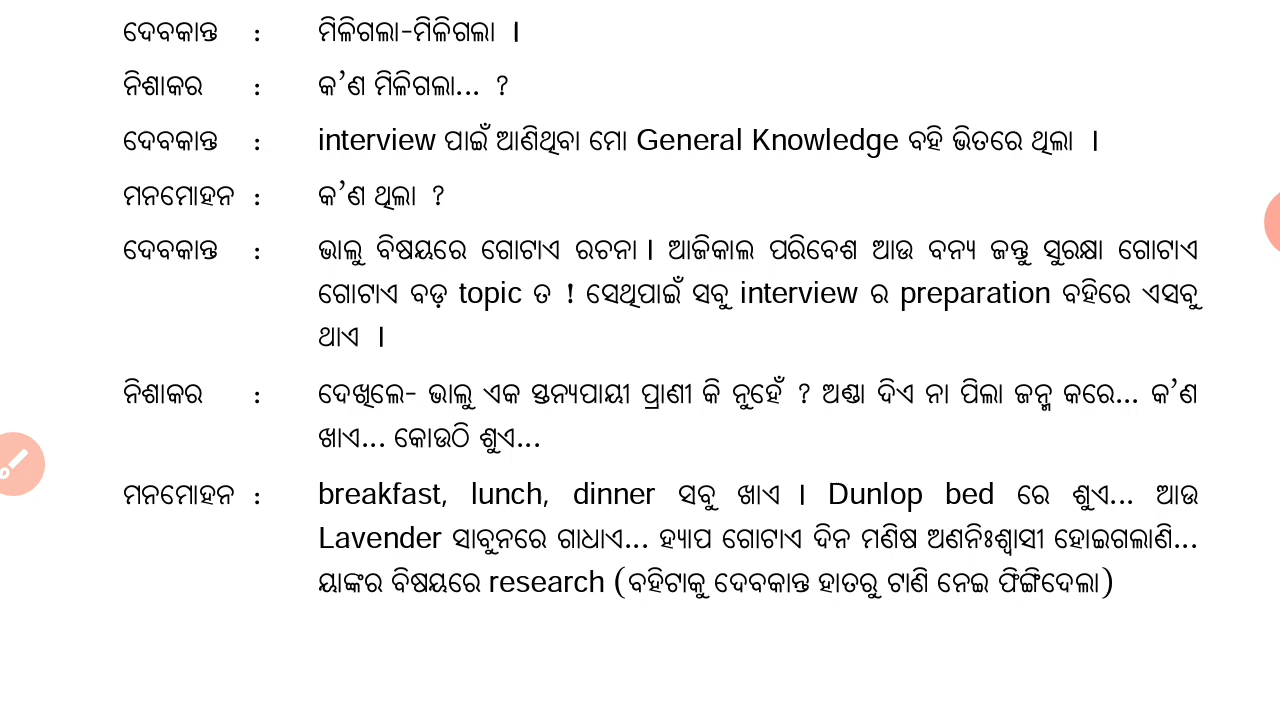 ଦେବକାନ୍ତ : ମିଳିଗଲା-ମିଳିଗଲା ।
ନିଶାକର : କ’ଣ ମିଳିଗଲା... ?
ଦେବକାନ୍ତ : interview ପାଇଁ ଆଣିଥିବା ମୋ General Knowledge ବହି ଭିତରେ ଥିଲା ।
ମନମୋହନ : କ’ଣ ଥିଲା ?
ଦେବକାନ୍ତ : ଭାଲୁ ବିଷୟରେ ଗୋଟାଏ ରଚନା। ଆଜିକାଲ ପରିବେଶ ଆଉ ବନ୍ୟ ଜନ୍ତୁ ସୁରକ୍ଷା ଗୋଟାଏ
ଗୋଟାଏ ବଡ଼ topic ତ ! ସେଥିପାଇଁ ସବୁ interview ର preparation ବହିରେ ଏସବୁ
ଥାଏ ।
ନିଶାକର : ଦେଖିଲେ- ଭାଲୁ ଏକ ସ୍ତନ୍ୟପାୟୀ ପ୍ରାଣୀ କି ନୁହେଁ ? ଅଣ୍ଡା ଦିଏ ନା ପିଲା ଜନ୍ମ କରେ... କ’ଣ
ଖାଏ... କୋଉଠି ଶୁଏ...
ମନମୋହନ : breakfast, lunch, dinner ସବୁ ଖାଏ । Dunlop bed ରେ ଶୁଏ... ଆଉ
Lavender ସାବୁନରେ ଗାଧାଏ... ହ୍ୟାପ ଗୋଟାଏ ଦିନ ମଣିଷ ଅଣନିଃଶ୍ୱାସୀ ହୋଇଗଲାଣି...
ୟାଙ୍କର ବିଷୟରେ research (ବହିଟାକୁ ଦେବକାନ୍ତ ହାତରୁ ଟାଣି ନେଇ ଫିଙ୍ଗିଦେଲା)